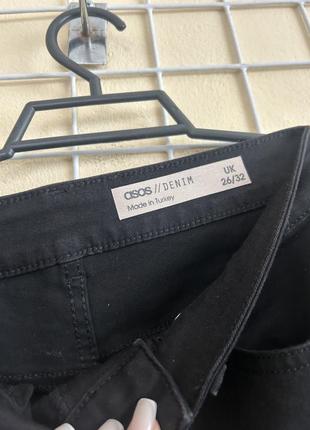 asos // DENIM
Made in Turkey
UK
26/32